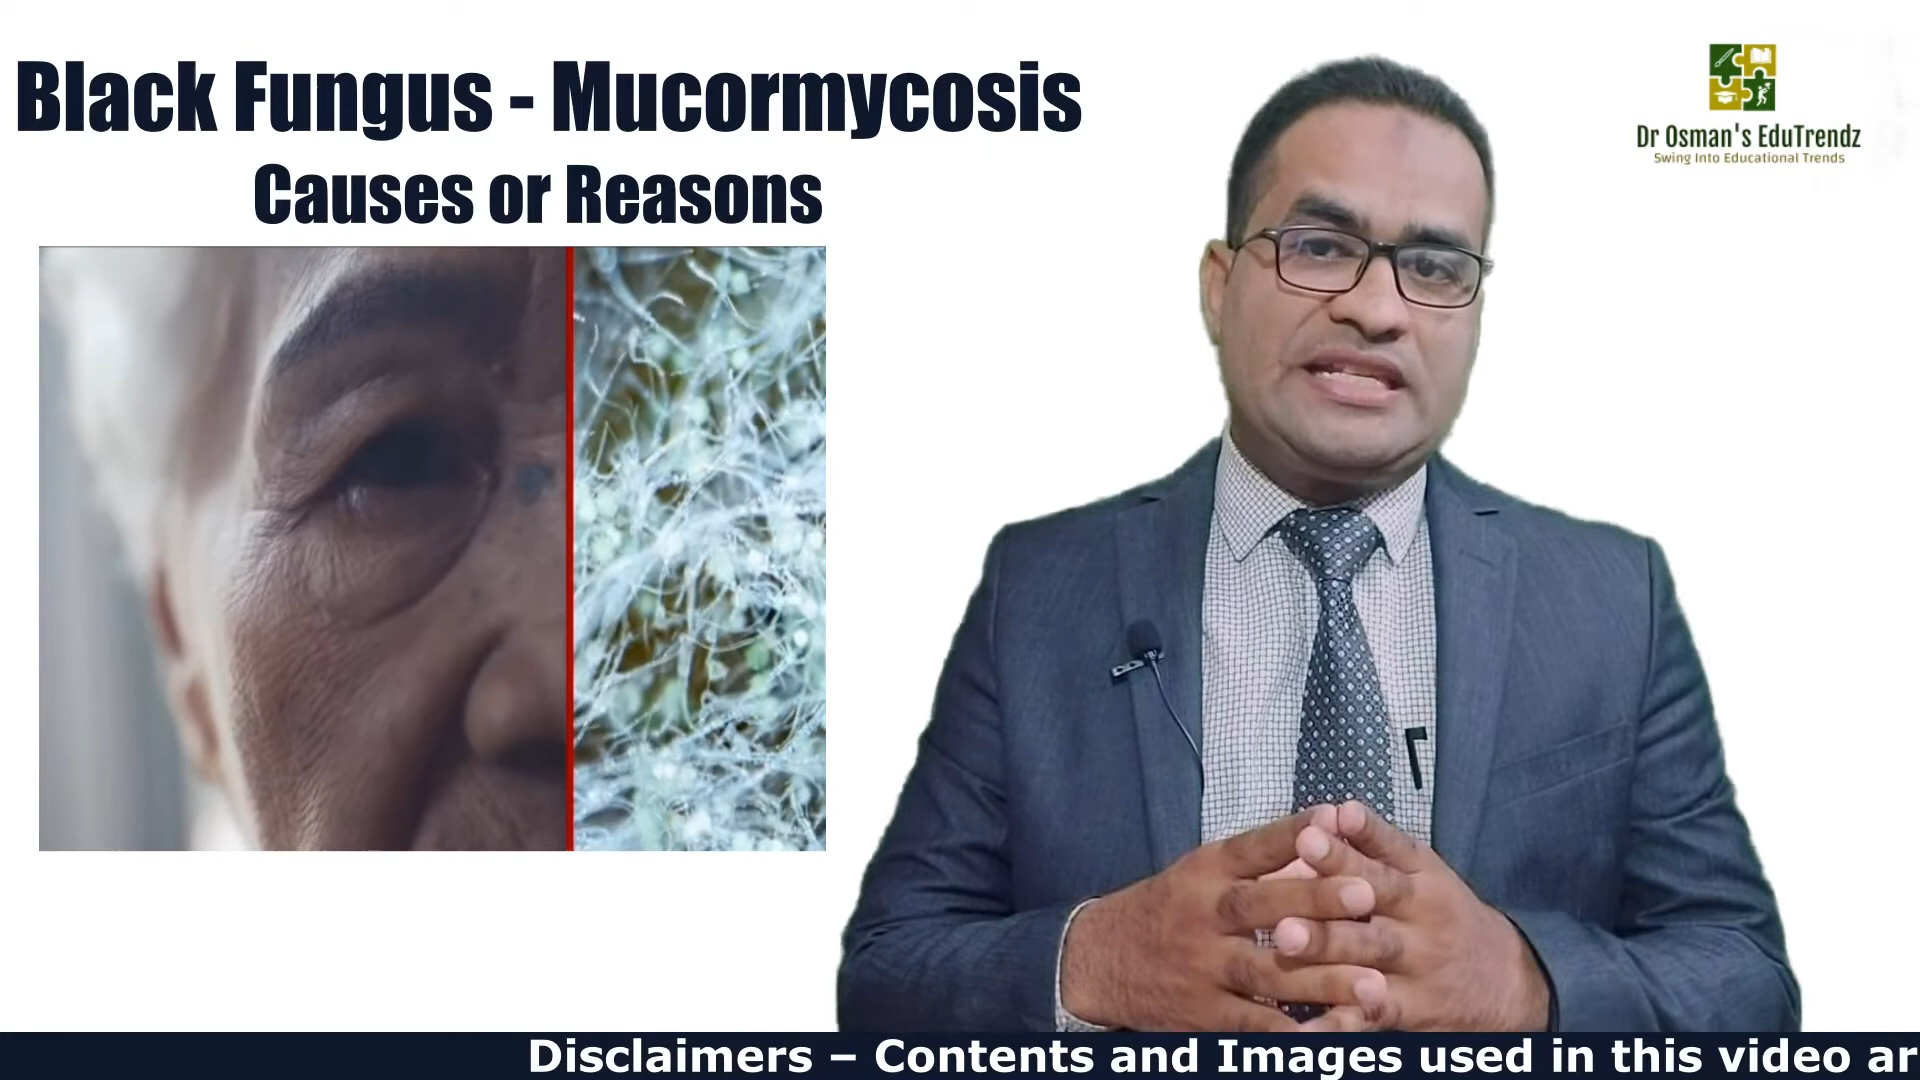 Black Fungus - Mucormycosis
Causes or Reasons
Dr Osman's EduTrendz
Swing Into Educational Trends
Disclaimers – Contents and Images used in this video ar